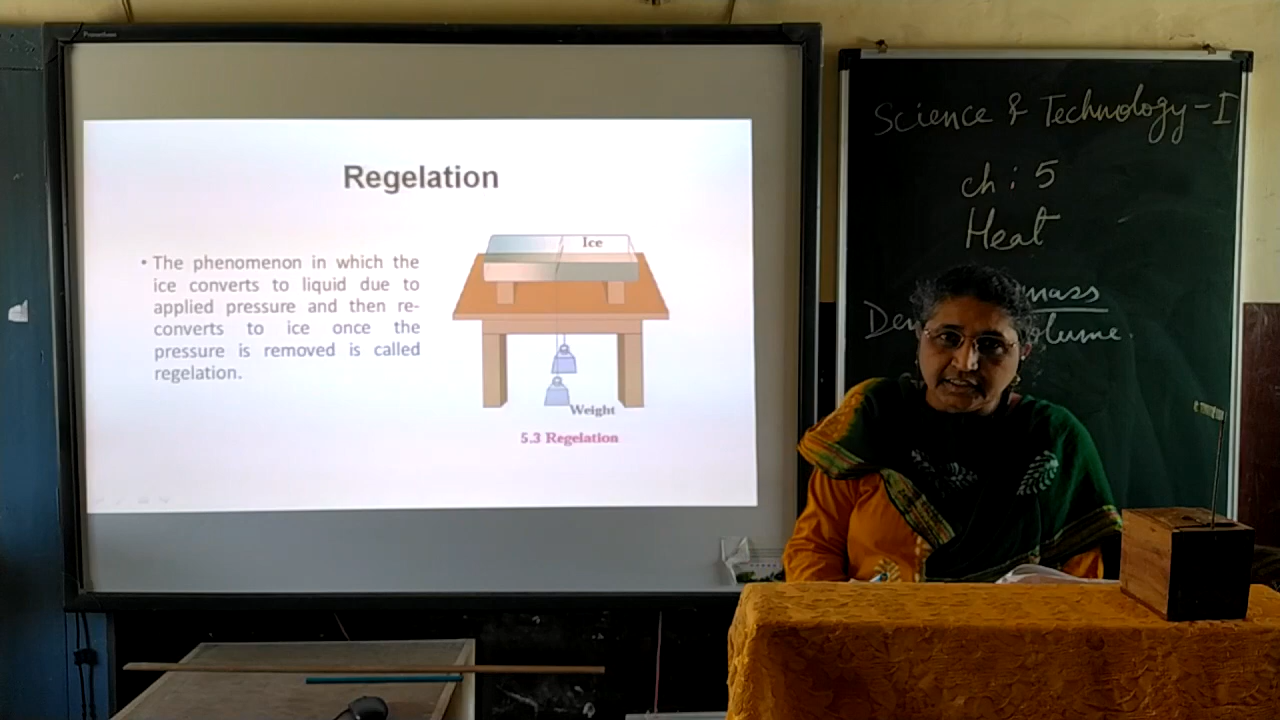 Promethean
Regelation
• The phenomenon in which the
ice converts to liquid due to
applied pressure and then re-
converts to ice once the
pressure is removed is called
regelation.
Ice
Weight
5.3 Regelation
Science & Technology - I
ch : 5
Heat
mass
Den olume